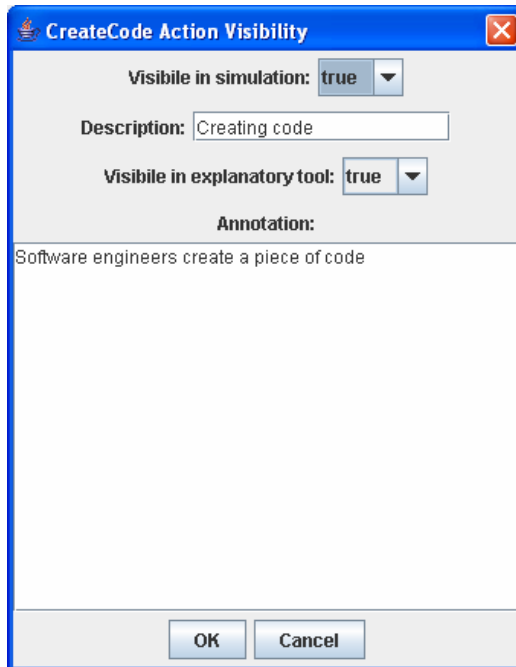 CreateCode Action Visibility
Visibile in simulation: true
Description: Creating code
Visibile in explanatory tool: true
Annotation:
Software engineers create a piece of code
OK Cancel